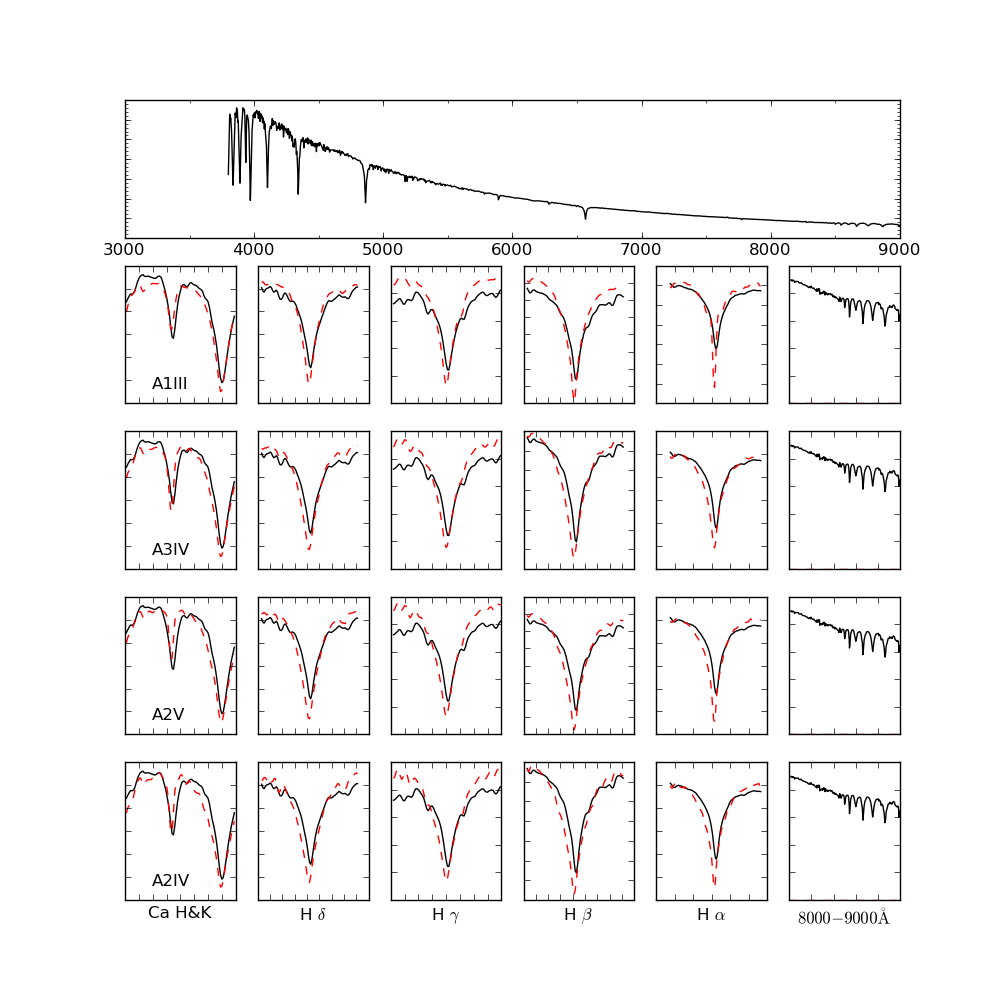 3000 4000 5000 6000 7000 8000 9000
A1III
A3IV
A2V
A2IV
Ca H&K H δ H γ H β H α 8000−9000Å